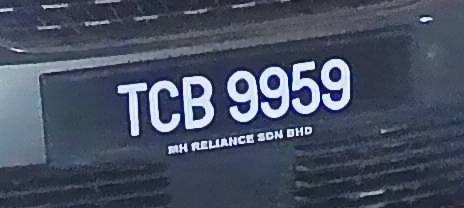 TCB 9959
MH RELIANCE SDN BHD